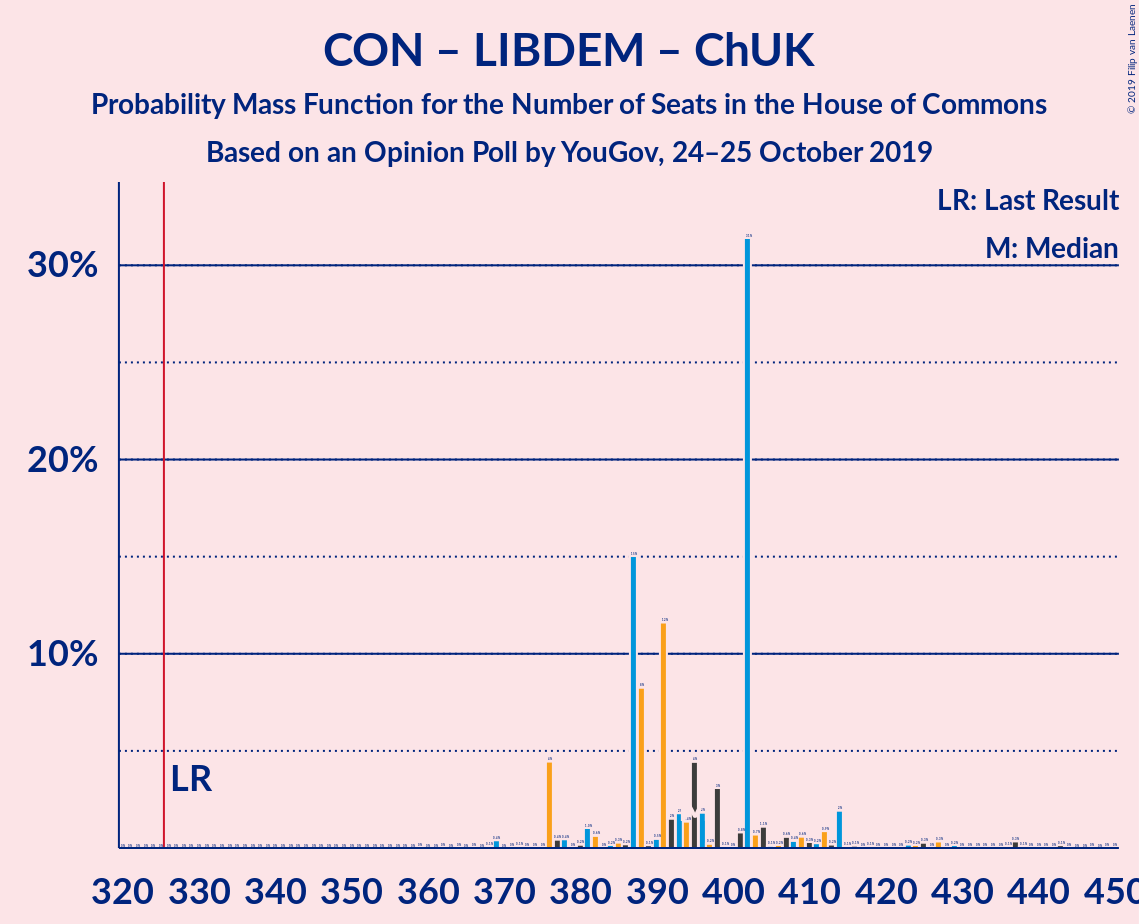 CON – LIBDEM – ChUK
Probability Mass Function for the Number of Seats in the House of Commons
Based on an Opinion Poll by YouGov, 24–25 October 2019
© 2019 Filip van Laenen
LR: Last Result
M: Median
30%
20%
10%
LR
320 330 340 350 360 370 380 390 400 410 420 430 440 450